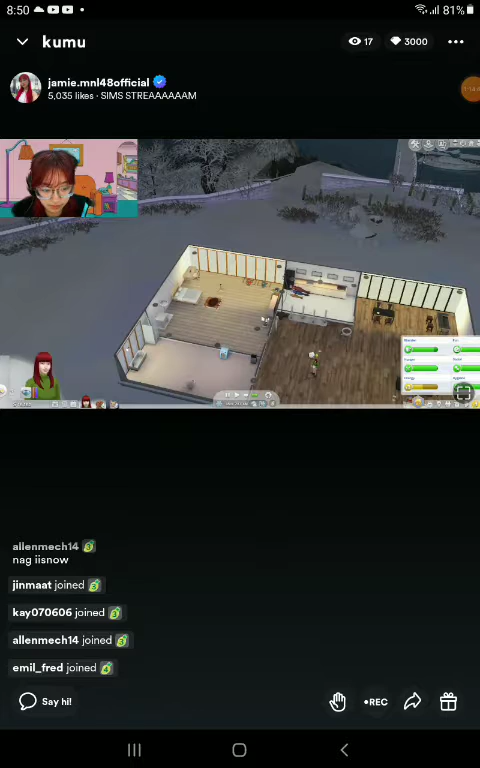 8:50
81%
kumu
17
3000
jamie.mnl48official
5,035 likes · SIMS STREAAAAAAM
allenmech14
nag iisnow
jinmaat joined
kay070606 joined
allenmech14 joined
emil_fred joined
Say hi!
•REC